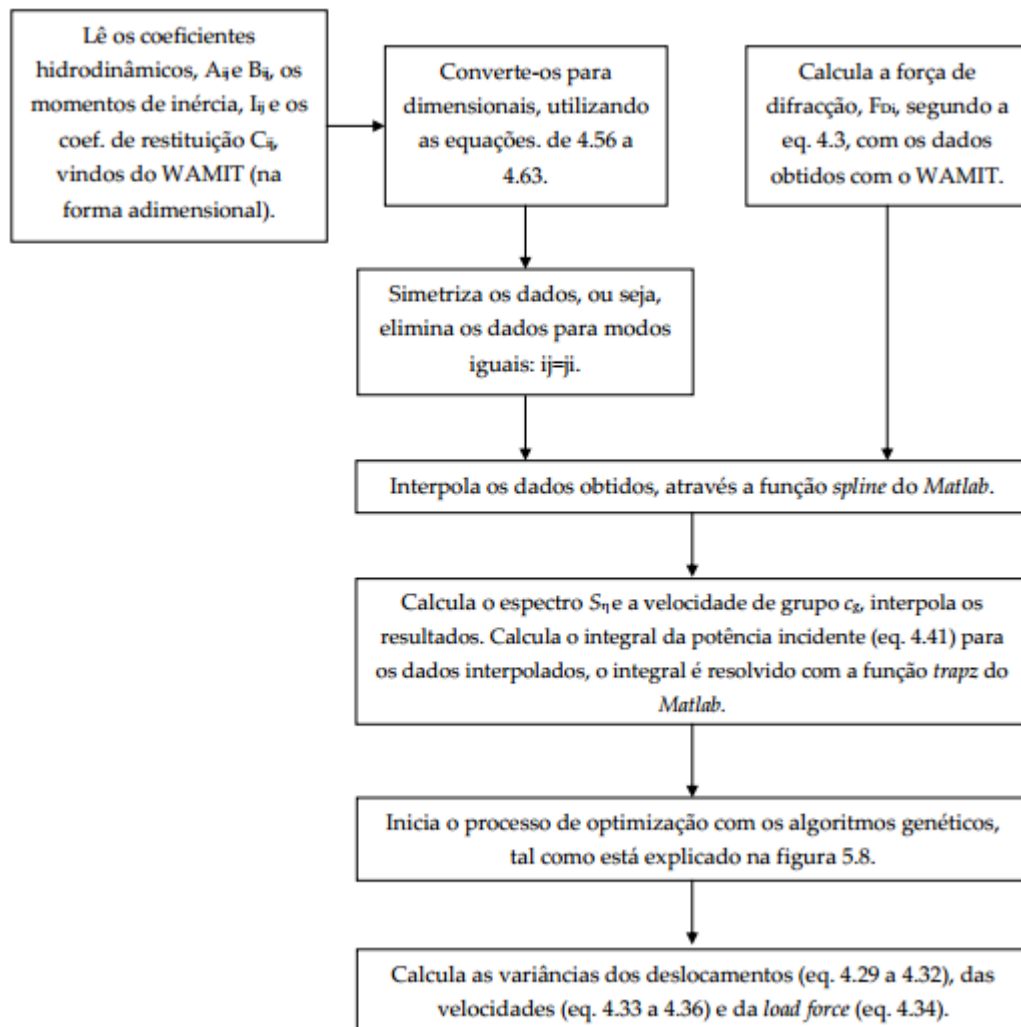 Lê os coeficientes
hidrodinâmicos, Aij e Bij, os
momentos de inércia, Iij e os
coef. de restituição Cij,
vindos do WAMIT (na
forma adimensional).
Converte-os para
dimensionais, utilizando
as equações. de 4.56 a
4.63.
Calcula a força de
difracção, FDi, segundo a
eq. 4.3, com os dados
obtidos com o WAMIT.
Simetriza os dados, ou seja,
elimina os dados para modos
iguais: ij=ji.
Interpola os dados obtidos, através a função spline do Matlab.
Calcula o espectro Sη e a velocidade de grupo cg, interpola os
resultados. Calcula o integral da potência incidente (eq. 4.41) para
os dados interpolados, o integral é resolvido com a função trapz do
Matlab.
Inicia o processo de optimização com os algoritmos genéticos,
tal como está explicado na figura 5.8.
Calcula as variâncias dos deslocamentos (eq. 4.29 a 4.32), das
velocidades (eq. 4.33 a 4.36) e da load force (eq. 4.34).